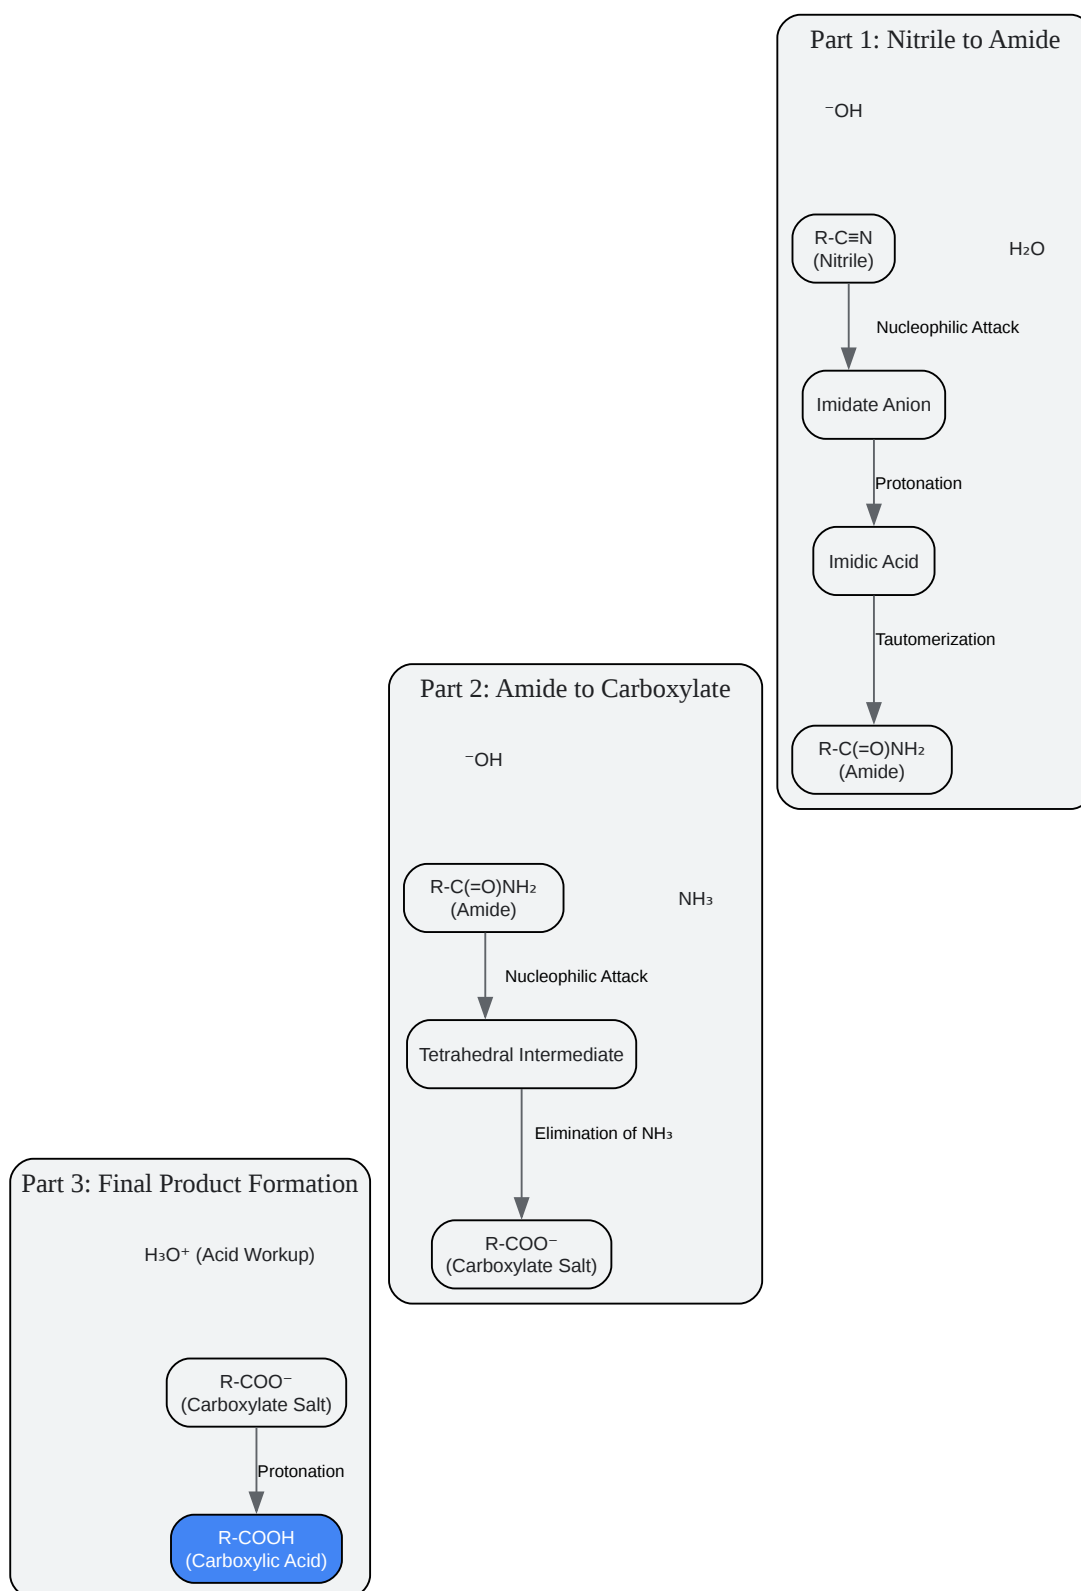 Part 1: Nitrile to Amide
⁻OH
R-C≡N
(Nitrile)
H₂O
Nucleophilic Attack
Imidate Anion
Protonation
Imidic Acid
Tautomerization
R-C(=O)NH₂
(Amide)
Part 2: Amide to Carboxylate
⁻OH
R-C(=O)NH₂
(Amide)
NH₃
Nucleophilic Attack
Tetrahedral Intermediate
Elimination of NH₃
R-COO⁻
(Carboxylate Salt)
Part 3: Final Product Formation
H₃O⁺ (Acid Workup)
R-COO⁻
(Carboxylate Salt)
Protonation
R-COOH
(Carboxylic Acid)